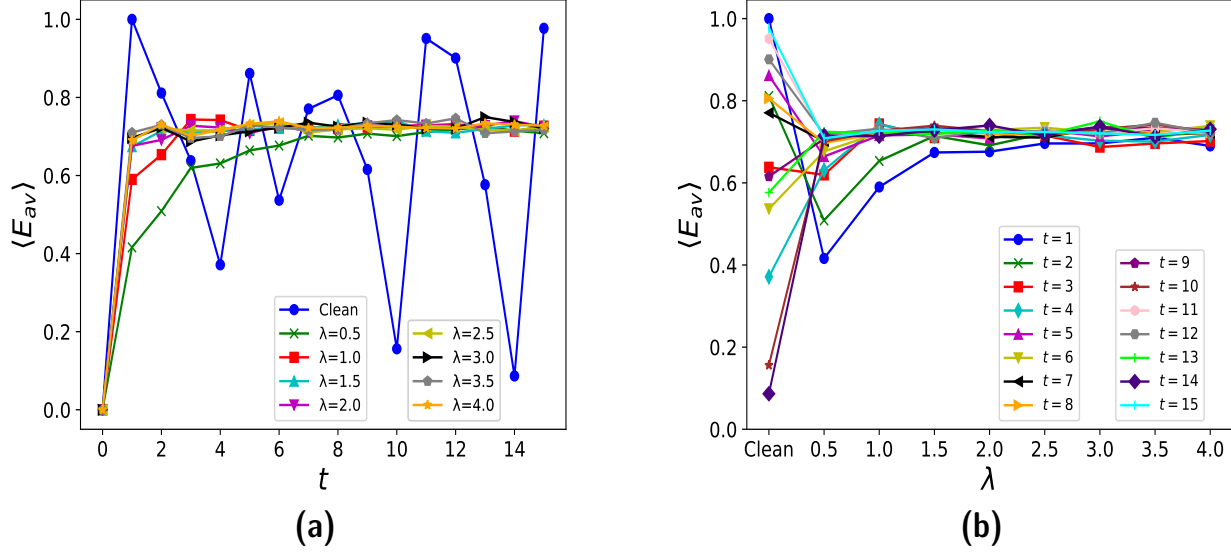 1.0
0.8
0.6
0.4
0.2
0.0
⟨E_av⟩
0 2 4 6 8 10 12 14
t
Clean
λ=0.5
λ=1.0
λ=1.5
λ=2.0
λ=2.5
λ=3.0
λ=3.5
λ=4.0
(a)
1.0
0.8
0.6
0.4
0.2
0.0
⟨E_av⟩
Clean 0.5 1.0 1.5 2.0 2.5 3.0 3.5 4.0
λ
t = 1
t = 2
t = 3
t = 4
t = 5
t = 6
t = 7
t = 8
t = 9
t = 10
t = 11
t = 12
t = 13
t = 14
t = 15
(b)